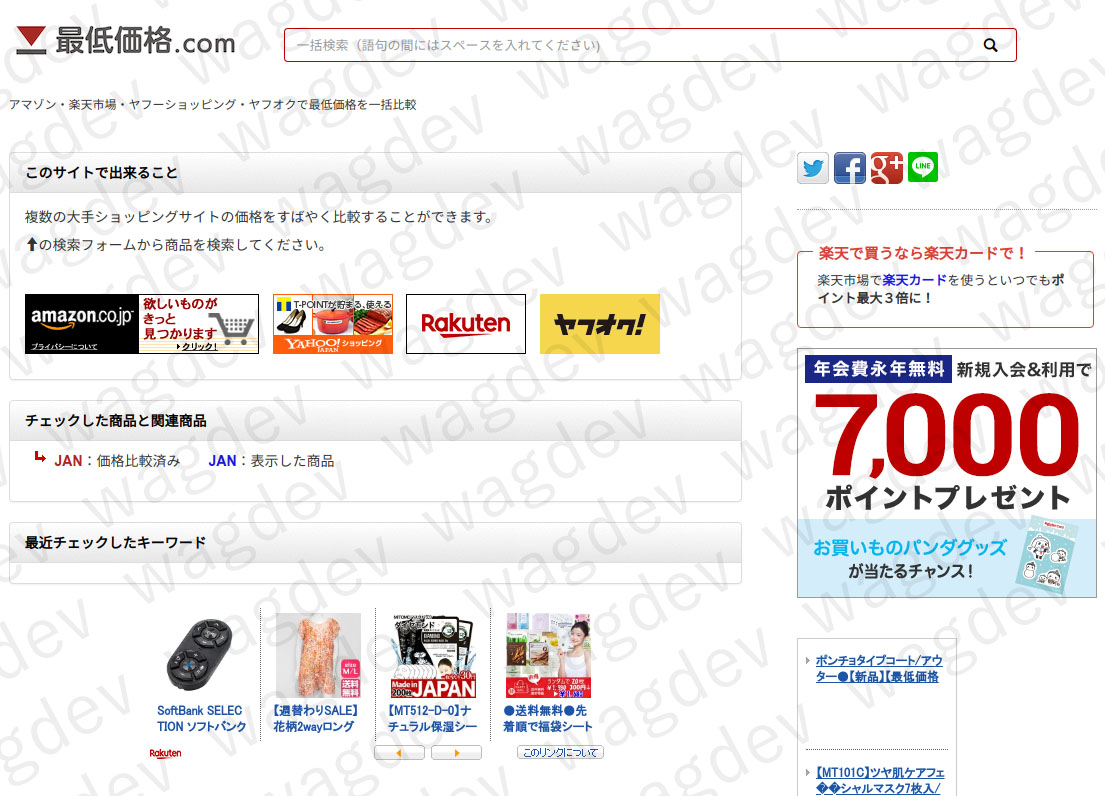 最低価格.com
一括検索（語句の間にはスペースを入れてください）
アマゾン・楽天市場・ヤフーショッピング・ヤフオクで最低価格を一括比較
このサイトで出来ること
複数の大手ショッピングサイトの価格をすばやく比較することができます。
⬆の検索フォームから商品を検索してください。
amazon.co.jp
プライバシーについて
欲しいものが
きっと
見つかります
クリック!
T-POINTが貯まる、使える
YAHOO! ショッピング
JAPAN
Rakuten
ヤフオク!
チェックした商品と関連商品
JAN：価格比較済み JAN：表示した商品
最近チェックしたキーワード
size
M/L
送料
無料
Made in
200秒 JAPAN
SoftBank SELEC
TION ソフトバンク
【週替わりSALE】
花柄2wayロング
【MT512-D-0】ナ
チュラル保湿シー
●送料無料●先
着順で福袋シート
Rakuten
このリンクについて
LINE
楽天で買うなら楽天カードで！
楽天市場で楽天カードを使うといつでもポ
イント最大３倍に！
年会費永年無料 新規入会&利用で
7,000
ポイントプレゼント
お買いものパンダグッズ
が当たるチャンス!
ポンチョタイプコート/アウ
ター●【新品】【最低価格
【MT101C】ツヤ肌ケアフェ
��シャルマスク7枚入/
wagdev